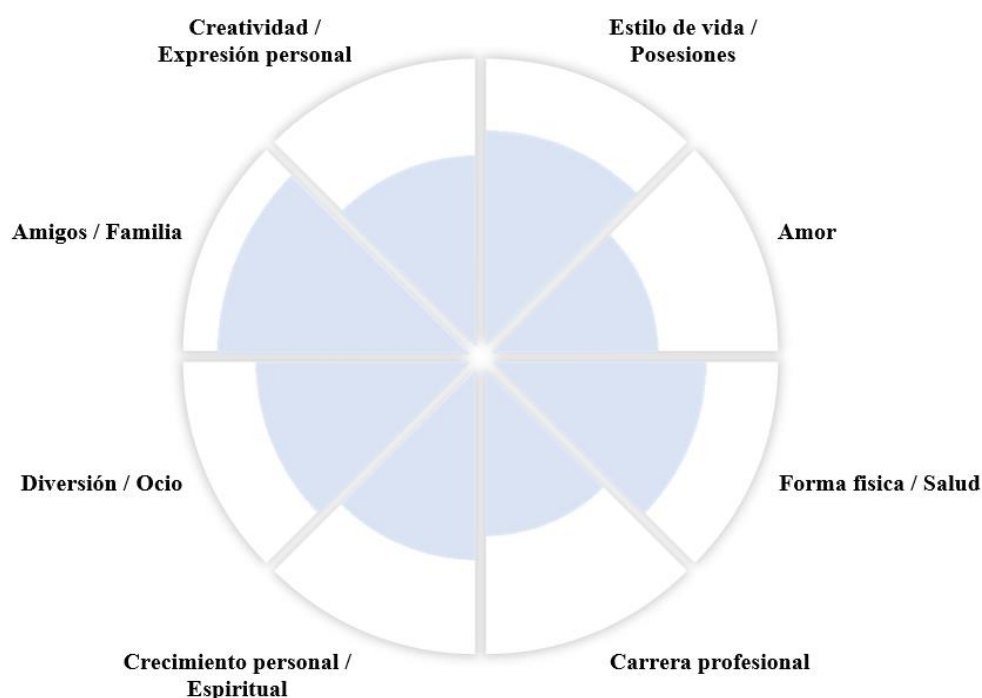 Creatividad /
Expresión personal
Estilo de vida /
Posesiones
Amigos / Familia
Amor
Diversión / Ocio
Forma fisica / Salud
Crecimiento personal /
Espiritual
Carrera profesional